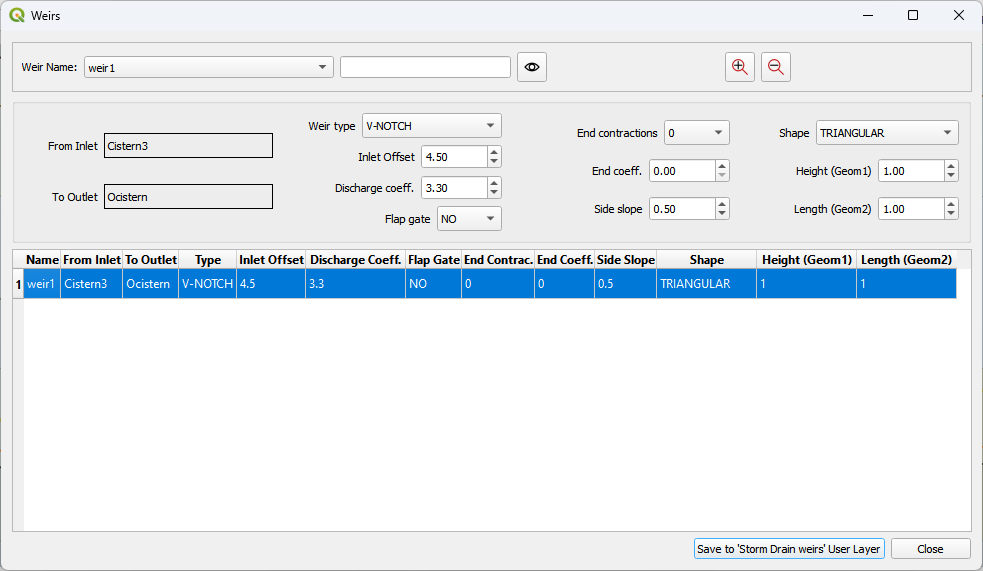 Weirs
Weir Name: weir1
From Inlet Cistern3
To Outlet Ocistern
Weir type V-NOTCH
Inlet Offset 4.50
Discharge coeff. 3.30
Flap gate NO
End contractions 0
End coeff. 0.00
Side slope 0.50
Shape TRIANGULAR
Height (Geom1) 1.00
Length (Geom2) 1.00
Name From Inlet To Outlet Type Inlet Offset Discharge Coeff. Flap Gate End Contrac. End Coeff. Side Slope Shape Height (Geom1) Length (Geom2)
1 weir1 Cistern3 Ocistern V-NOTCH 4.5 3.3 NO 0 0 0.5 TRIANGULAR 1 1
Save to 'Storm Drain weirs' User Layer Close